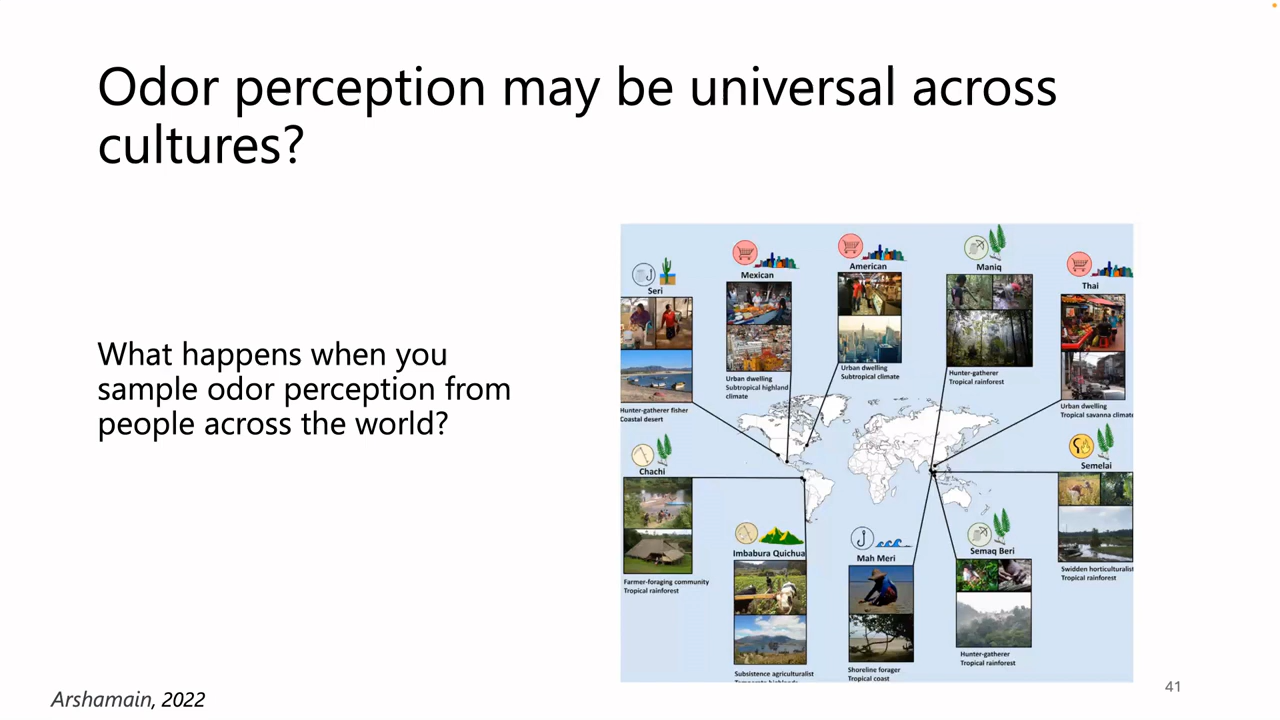 Odor perception may be universal across
cultures?
What happens when you
sample odor perception from
people across the world?
Seri
Hunter-gatherer fisher
Coastal desert
Mexican
Urban dwelling
Subtropical highland
climate
American
Urban dwelling
Subtropical climate
Maniq
Hunter-gatherer
Tropical rainforest
Thai
Urban dwelling
Tropical savanna climate
Chachi
Farmer-foraging community
Tropical rainforest
Imbabura Quichua
Subsistence agriculturalist
Temperate highlands
Mah Meri
Shoreline forager
Tropical coast
Semaq Beri
Hunter-gatherer
Tropical rainforest
Semelai
Swidden horticulturalist
Tropical rainforest
Arshamain, 2022
41